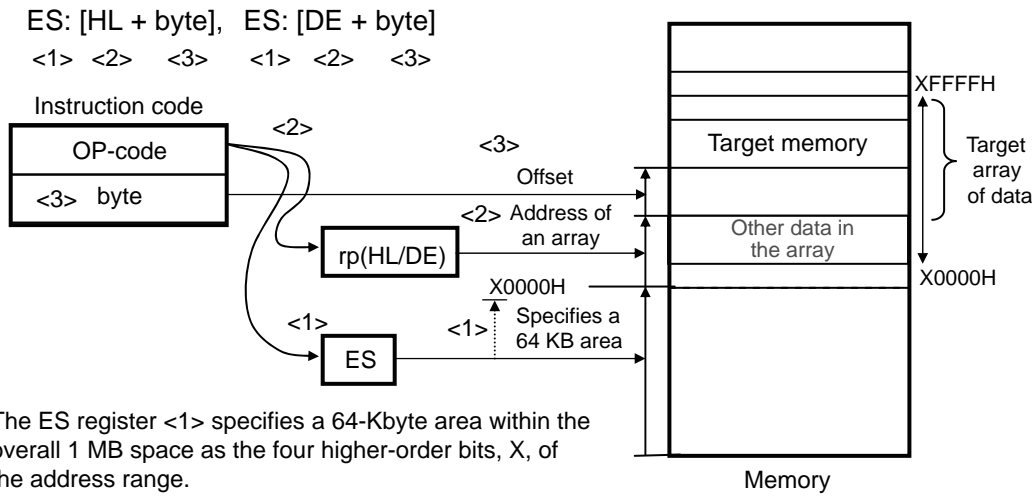 ES: [HL + byte], ES: [DE + byte]
<1> <2> <3> <1> <2> <3>
Instruction code
OP-code
<3> byte
<2>
<3>
Offset
<2> Address of
an array
rp(HL/DE)
X0000H
<1>
<1>
Specifies a
64 KB area
ES
XFFFFH
Target memory
Target
array
of data
Other data in
the array
X0000H
Memory
The ES register <1> specifies a 64-Kbyte area within the
overall 1 MB space as the four higher-order bits, X, of
the address range.